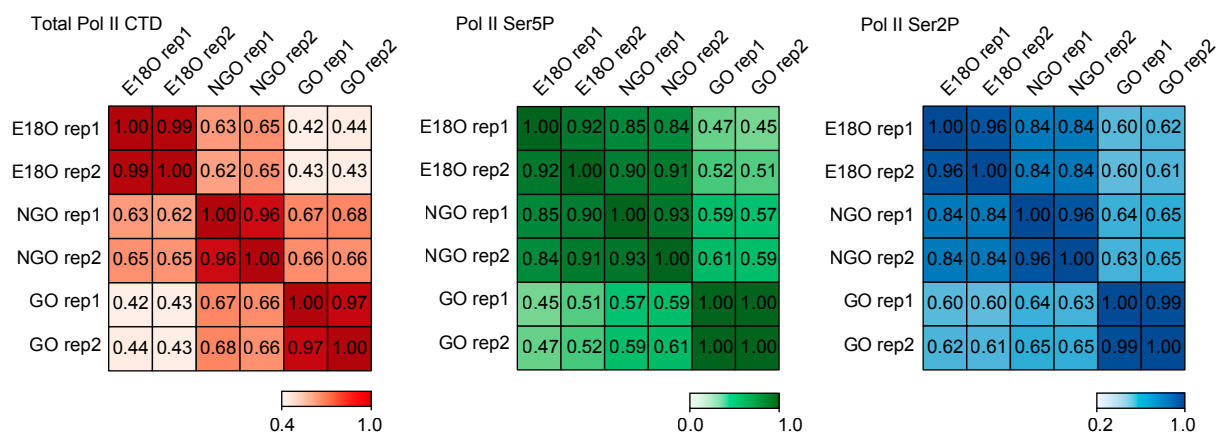 Total Pol II CTD
E18O rep1 E18O rep2 NGO rep1 NGO rep2 GO rep1 GO rep2
E18O rep1 1.00 0.99 0.63 0.65 0.42 0.44
E18O rep2 0.99 1.00 0.62 0.65 0.43 0.43
NGO rep1 0.63 0.62 1.00 0.96 0.67 0.68
NGO rep2 0.65 0.65 0.96 1.00 0.66 0.66
GO rep1 0.42 0.43 0.67 0.66 1.00 0.97
GO rep2 0.44 0.43 0.68 0.66 0.97 1.00
0.4 1.0
Pol II Ser5P
E18O rep1 E18O rep2 NGO rep1 NGO rep2 GO rep1 GO rep2
E18O rep1 1.00 0.92 0.85 0.84 0.47 0.45
E18O rep2 0.92 1.00 0.90 0.91 0.52 0.51
NGO rep1 0.85 0.90 1.00 0.93 0.59 0.57
NGO rep2 0.84 0.91 0.93 1.00 0.61 0.59
GO rep1 0.45 0.51 0.57 0.59 1.00 1.00
GO rep2 0.47 0.52 0.59 0.61 1.00 1.00
0.0 1.0
Pol II Ser2P
E18O rep1 E18O rep2 NGO rep1 NGO rep2 GO rep1 GO rep2
E18O rep1 1.00 0.96 0.84 0.84 0.60 0.62
E18O rep2 0.96 1.00 0.84 0.84 0.60 0.61
NGO rep1 0.84 0.84 1.00 0.96 0.64 0.65
NGO rep2 0.84 0.84 0.96 1.00 0.63 0.65
GO rep1 0.60 0.60 0.64 0.63 1.00 0.99
GO rep2 0.62 0.61 0.65 0.65 0.99 1.00
0.2 1.0